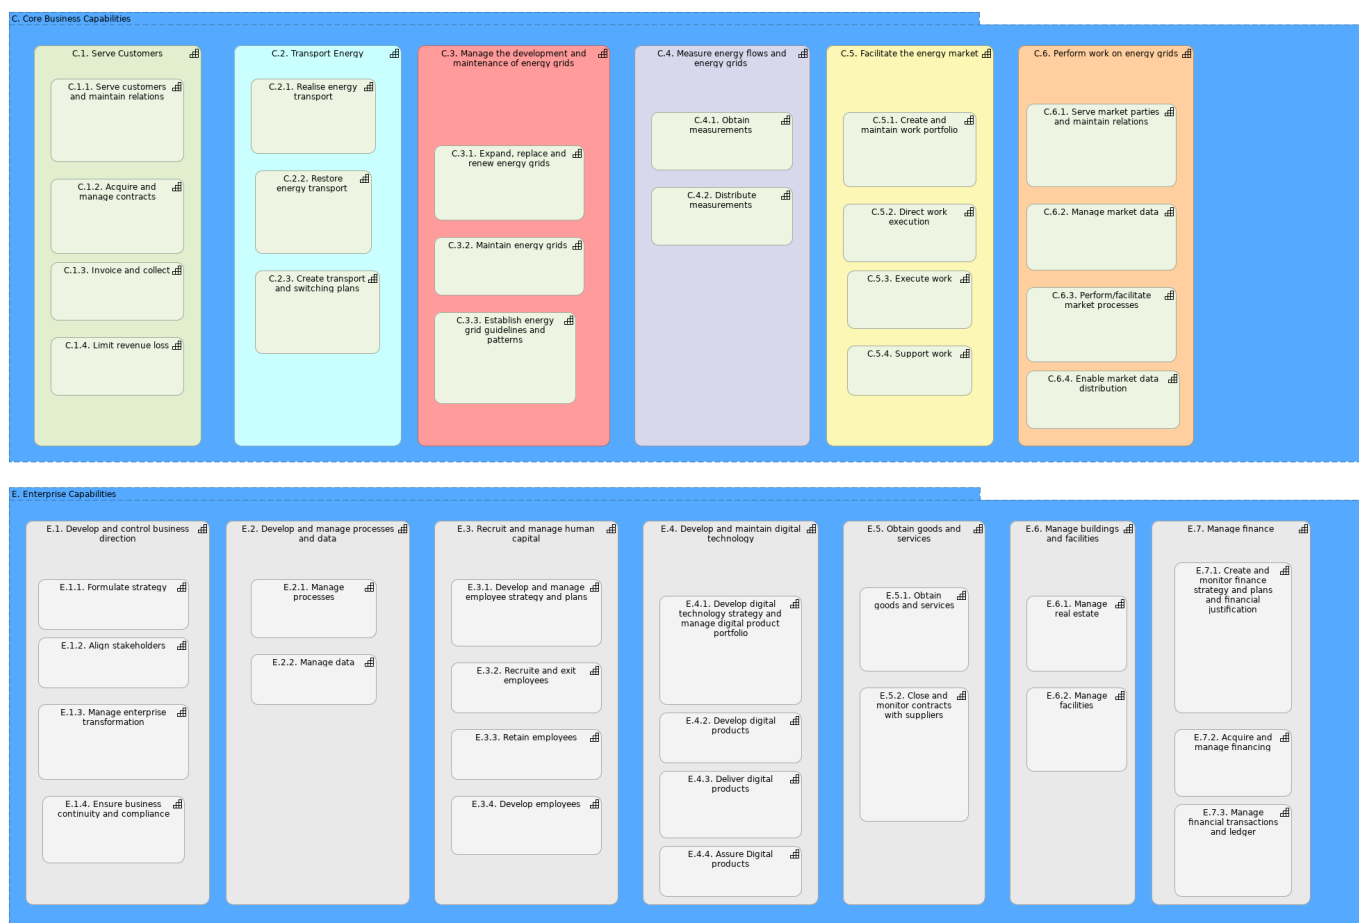 C. Core Business Capabilities
C.1. Serve Customers
C.1.1. Serve customers
and maintain relations
C.1.2. Acquire and
manage contracts
C.1.3. Invoice and collect
C.1.4. Limit revenue loss
C.2. Transport Energy
C.2.1. Realise energy
transport
C.2.2. Restore
energy transport
C.2.3. Create transport
and switching plans
C.3. Manage the development and
maintenance of energy grids
C.3.1. Expand, replace and
renew energy grids
C.3.2. Maintain energy grids
C.3.3. Establish energy
grid guidelines and
patterns
C.4. Measure energy flows and
energy grids
C.4.1. Obtain
measurements
C.4.2. Distribute
measurements
C.5. Facilitate the energy market
C.5.1. Create and
maintain work portfolio
C.5.2. Direct work
execution
C.5.3. Execute work
C.5.4. Support work
C.6. Perform work on energy grids
C.6.1. Serve market parties
and maintain relations
C.6.2. Manage market data
C.6.3. Perform/facilitate
market processes
C.6.4. Enable market data
distribution
E. Enterprise Capabilities
E.1. Develop and control business
direction
E.1.1. Formulate strategy
E.1.2. Align stakeholders
E.1.3. Manage enterprise
transformation
E.1.4. Ensure business
continuity and compliance
E.2. Develop and manage processes
and data
E.2.1. Manage
processes
E.2.2. Manage data
E.3. Recruit and manage human
capital
E.3.1. Develop and manage
employee strategy and plans
E.3.2. Recruite and exit
employees
E.3.3. Retain employees
E.3.4. Develop employees
E.4. Develop and maintain digital
technology
E.4.1. Develop digital
technology strategy and
manage digital product
portfolio
E.4.2. Develop digital
products
E.4.3. Deliver digital
products
E.4.4. Assure Digital
products
E.5. Obtain goods and
services
E.5.1. Obtain
goods and services
E.5.2. Close and
monitor contracts
with suppliers
E.6. Manage buildings
and facilities
E.6.1. Manage
real estate
E.6.2. Manage
facilities
E.7. Manage finance
E.7.1. Create and
monitor finance
strategy and plans
and financial
justification
E.7.2. Acquire and
manage financing
E.7.3. Manage
financial transactions
and ledger